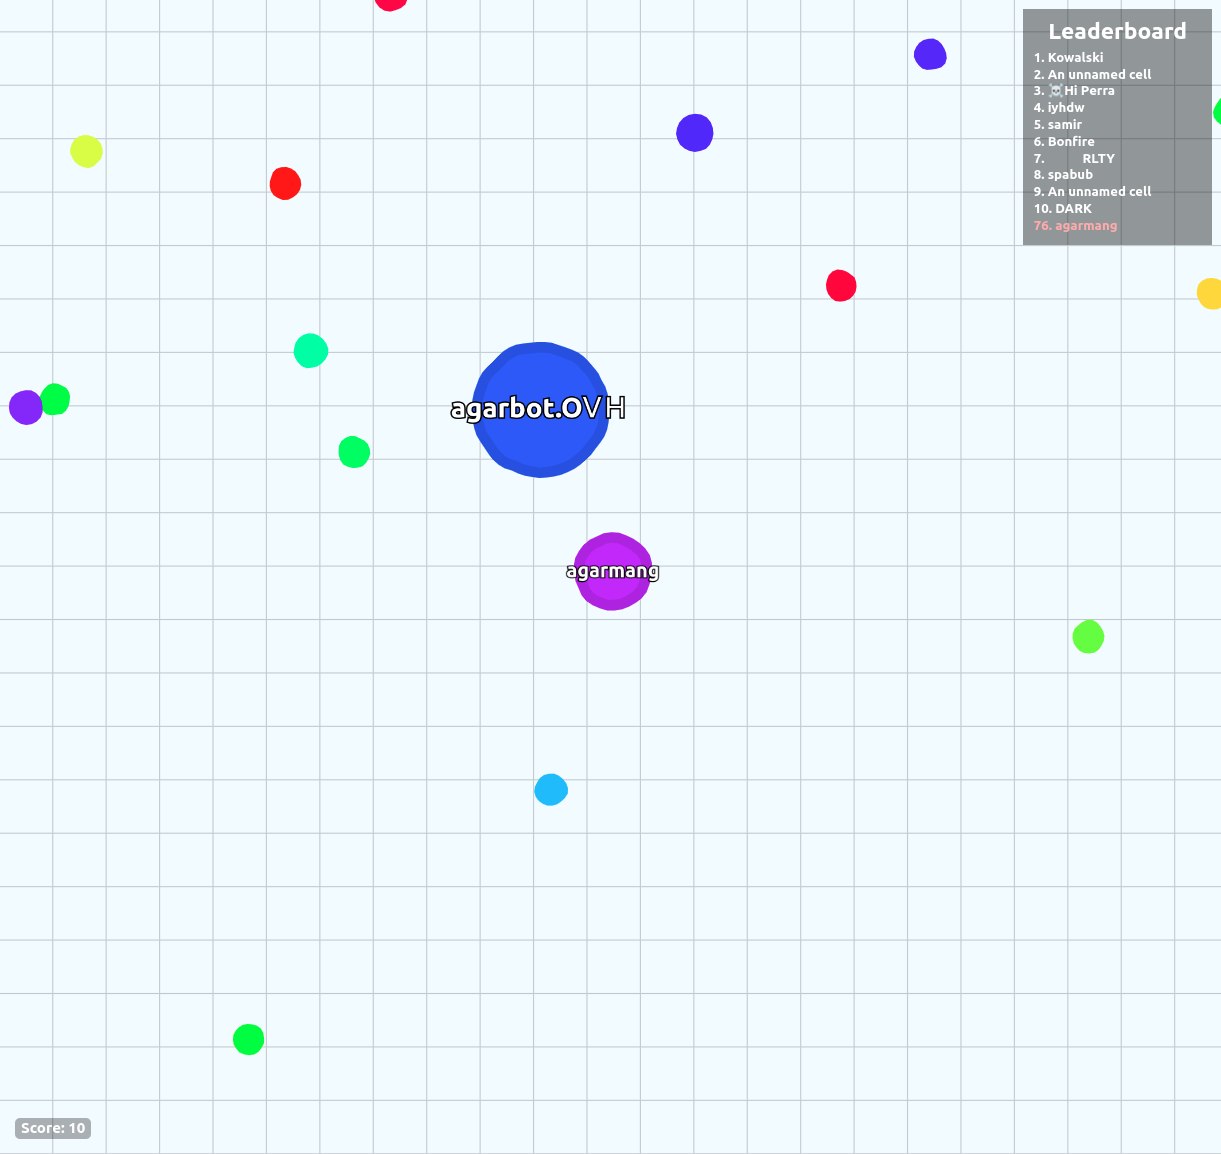 Leaderboard
1. Kowalski
2. An unnamed cell
3. ☠️Hi Perra
4. iyhdw
5. samir
6. Bonfire
7. RLTY
8. spabub
9. An unnamed cell
10. DARK
76. agarmang
agarbot.OVH
agarmang
Score: 10